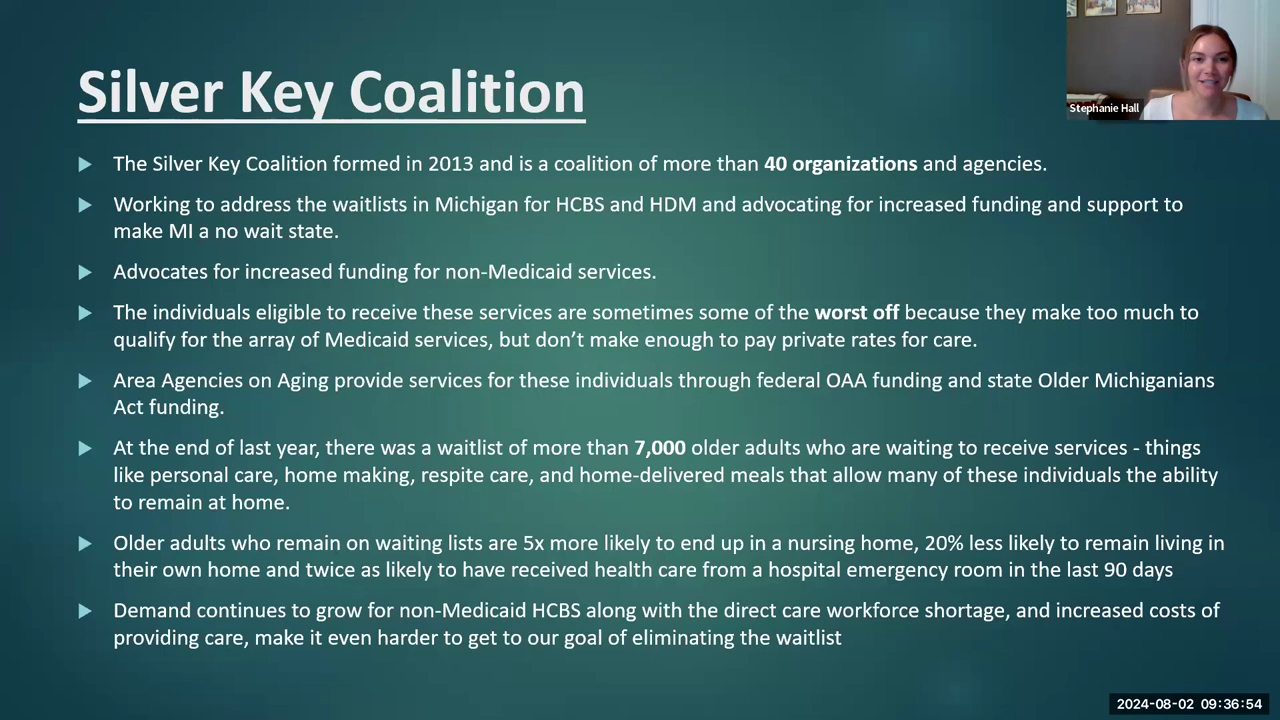 Silver Key Coalition
Stephanie Hall
The Silver Key Coalition formed in 2013 and is a coalition of more than 40 organizations and agencies.
Working to address the waitlists in Michigan for HCBS and HDM and advocating for increased funding and support to
make MI a no wait state.
Advocates for increased funding for non-Medicaid services.
The individuals eligible to receive these services are sometimes some of the worst off because they make too much to
qualify for the array of Medicaid services, but don’t make enough to pay private rates for care.
Area Agencies on Aging provide services for these individuals through federal OAA funding and state Older Michiganians
Act funding.
At the end of last year, there was a waitlist of more than 7,000 older adults who are waiting to receive services - things
like personal care, home making, respite care, and home-delivered meals that allow many of these individuals the ability
to remain at home.
Older adults who remain on waiting lists are 5x more likely to end up in a nursing home, 20% less likely to remain living in
their own home and twice as likely to have received health care from a hospital emergency room in the last 90 days
Demand continues to grow for non-Medicaid HCBS along with the direct care workforce shortage, and increased costs of
providing care, make it even harder to get to our goal of eliminating the waitlist
2024-08-02 09:36:54